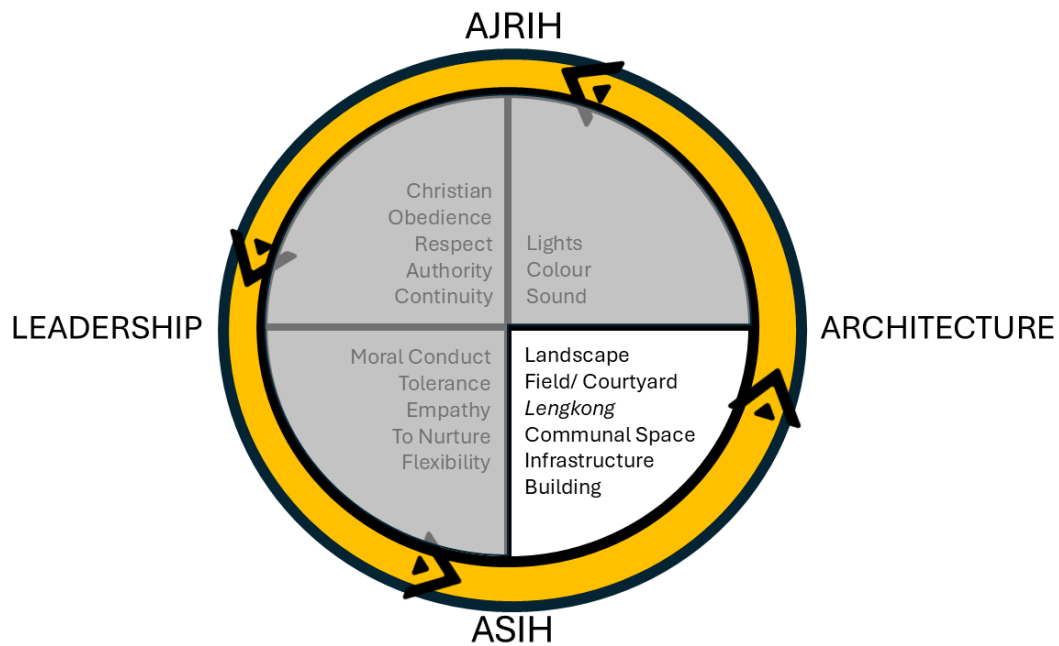 AJRIH
Christian
Obedience
Respect
Authority
Continuity
Lights
Colour
Sound
LEADERSHIP
ARCHITECTURE
Moral Conduct
Tolerance
Empathy
To Nurture
Flexibility
Landscape
Field/ Courtyard
Lengkong
Communal Space
Infrastructure
Building
ASIH